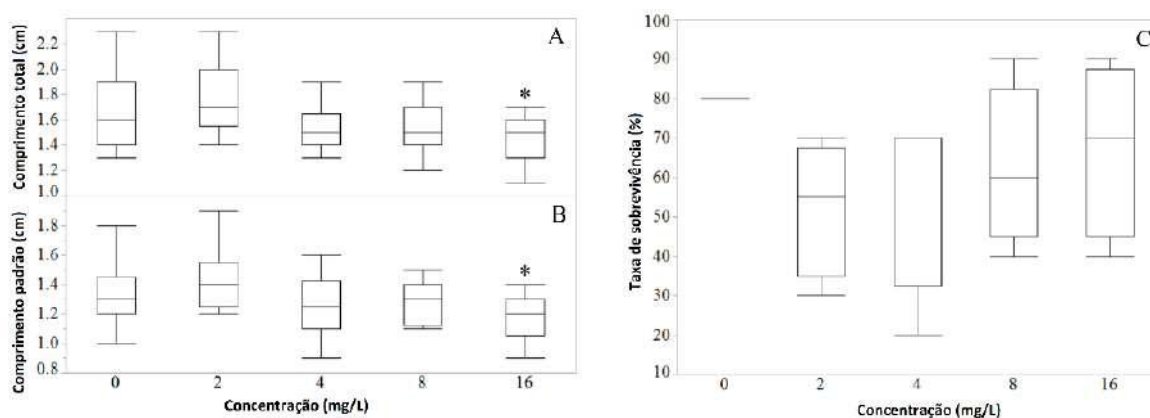 A
Comprimento total (cm)
2.2
2.0
1.8
1.6
1.4
1.2
1.0
*
B
Comprimento padrão (cm)
1.8
1.6
1.4
1.2
1.0
0.8
*
0 2 4 8 16
Concentração (mg/L)
C
Taxa de sobrevivência (%)
100
90
80
70
60
50
40
30
20
10
0 2 4 8 16
Concentração (mg/L)